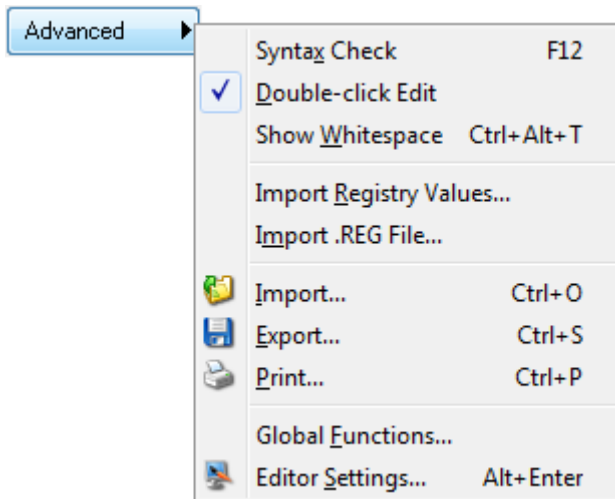 Advanced
Syntax Check F12
Double-click Edit
Show Whitespace Ctrl+Alt+T
Import Registry Values...
Import .REG File...
Import... Ctrl+O
Export... Ctrl+S
Print... Ctrl+P
Global Functions...
Editor Settings... Alt+Enter